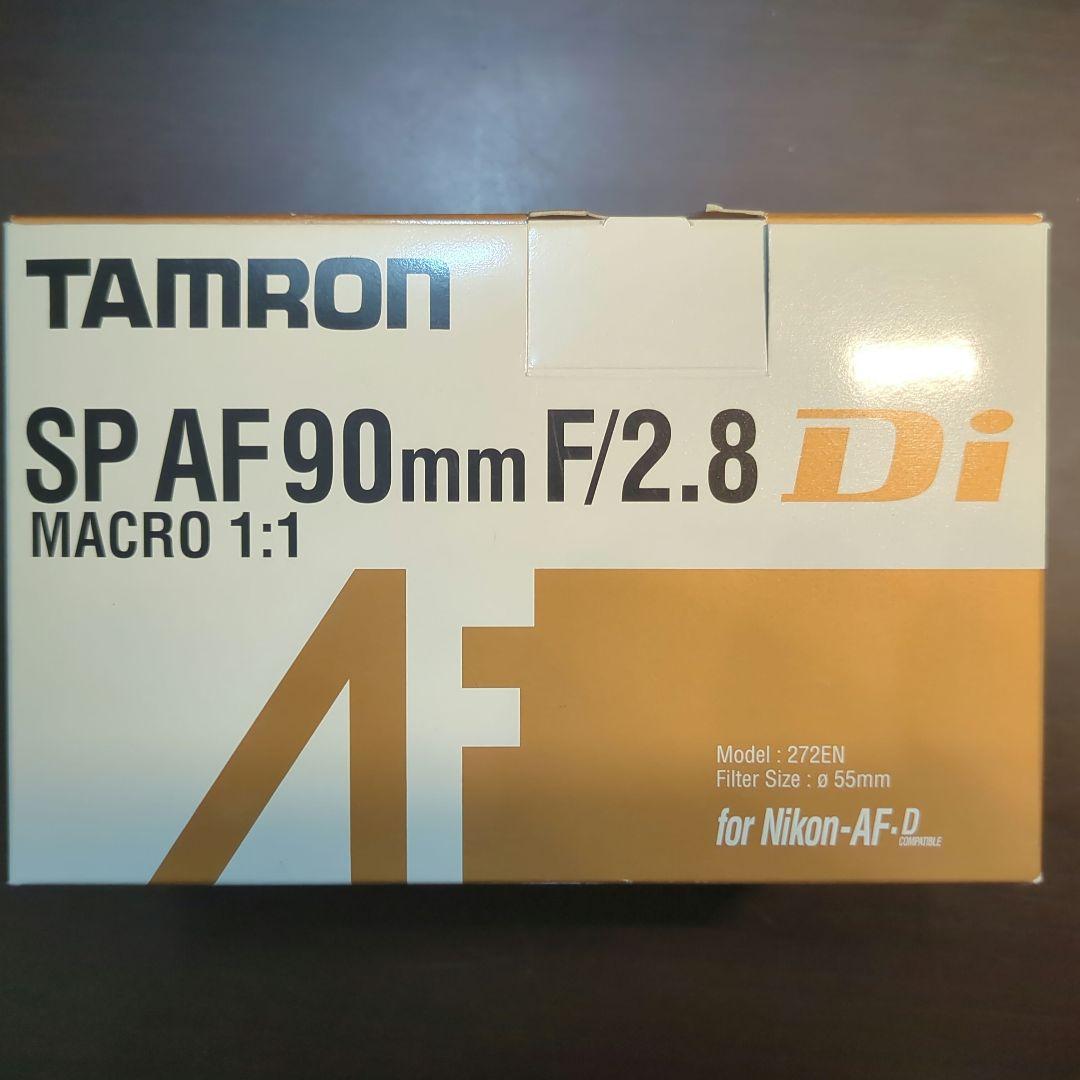 TAMRON
SP AF 90mm F/2.8 Di
MACRO 1:1
AF
Model : 272EN
Filter Size : ø 55mm
for Nikon-AF-D
COMPATIBLE